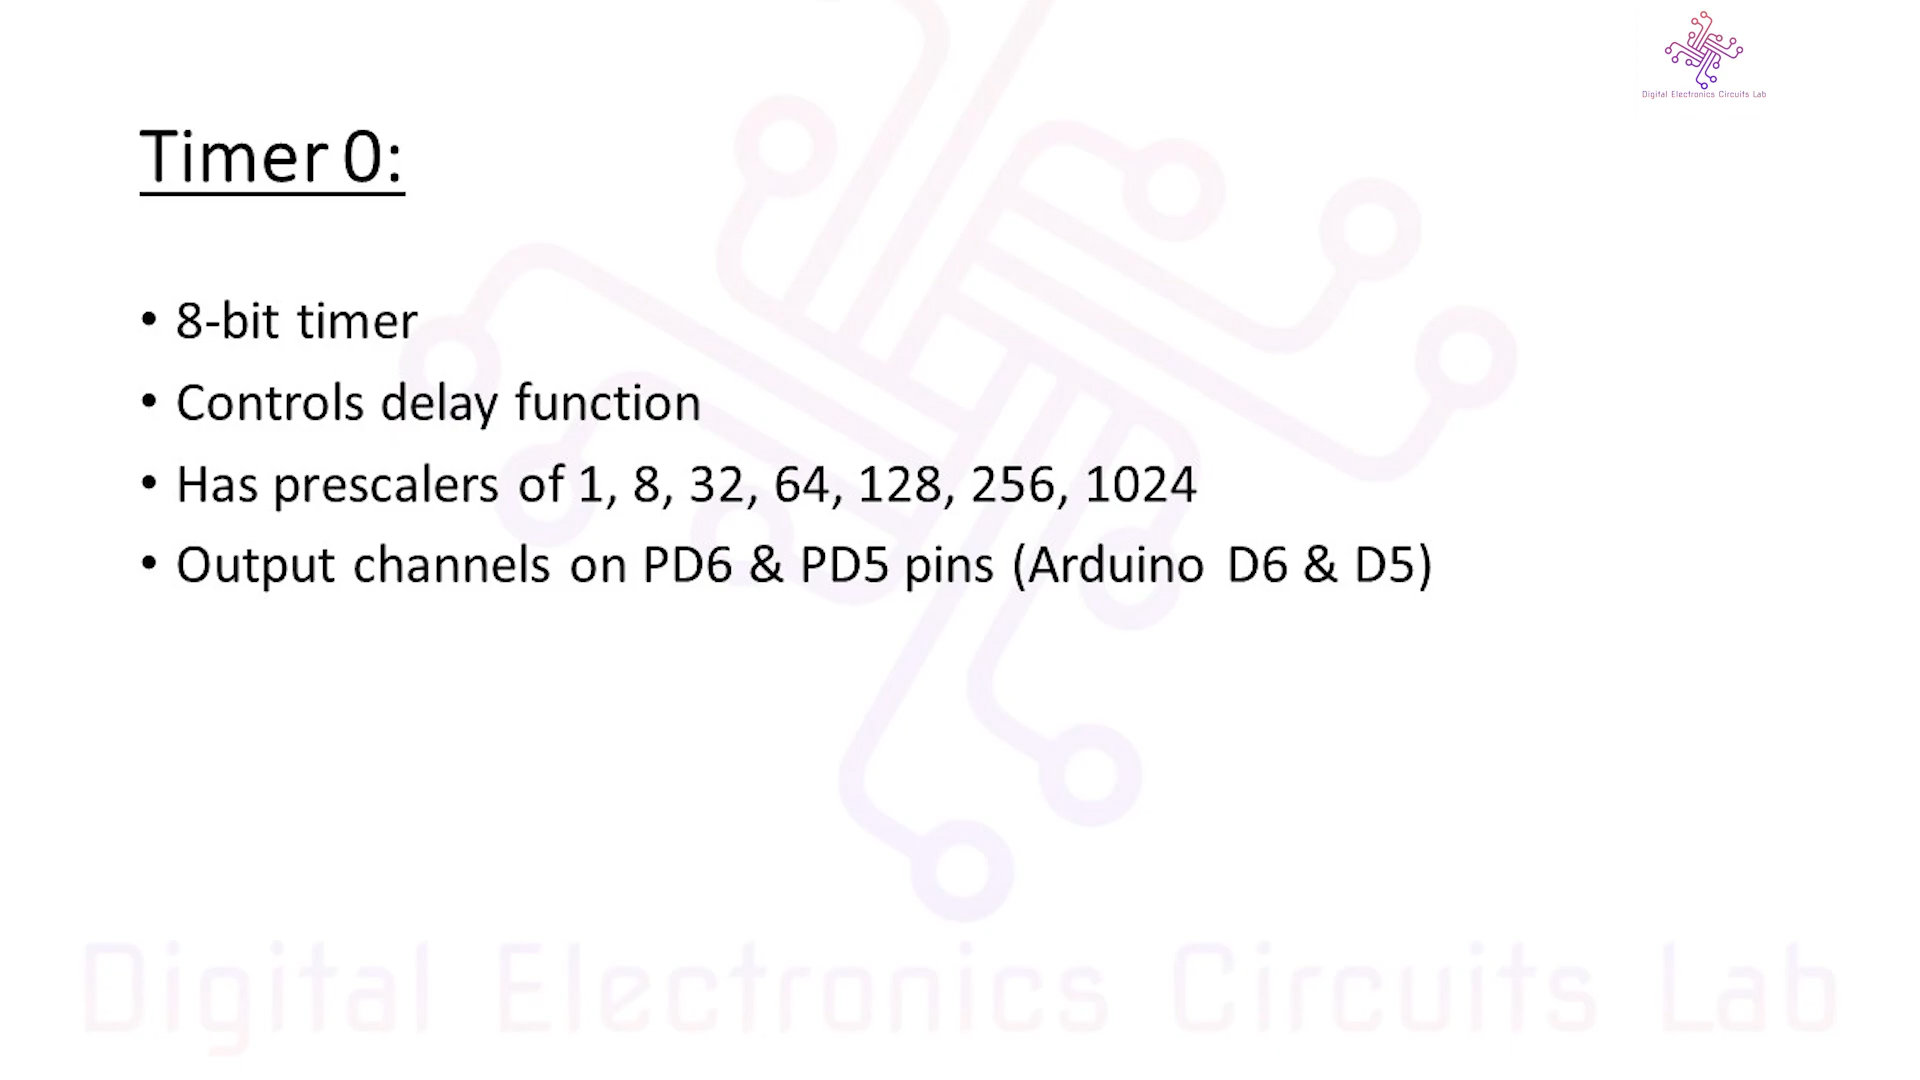 Digital Electronics Circuits Lab
Timer 0:
• 8-bit timer
• Controls delay function
• Has prescalers of 1, 8, 32, 64, 128, 256, 1024
• Output channels on PD6 & PD5 pins (Arduino D6 & D5)
Digital Electronics Circuits Lab